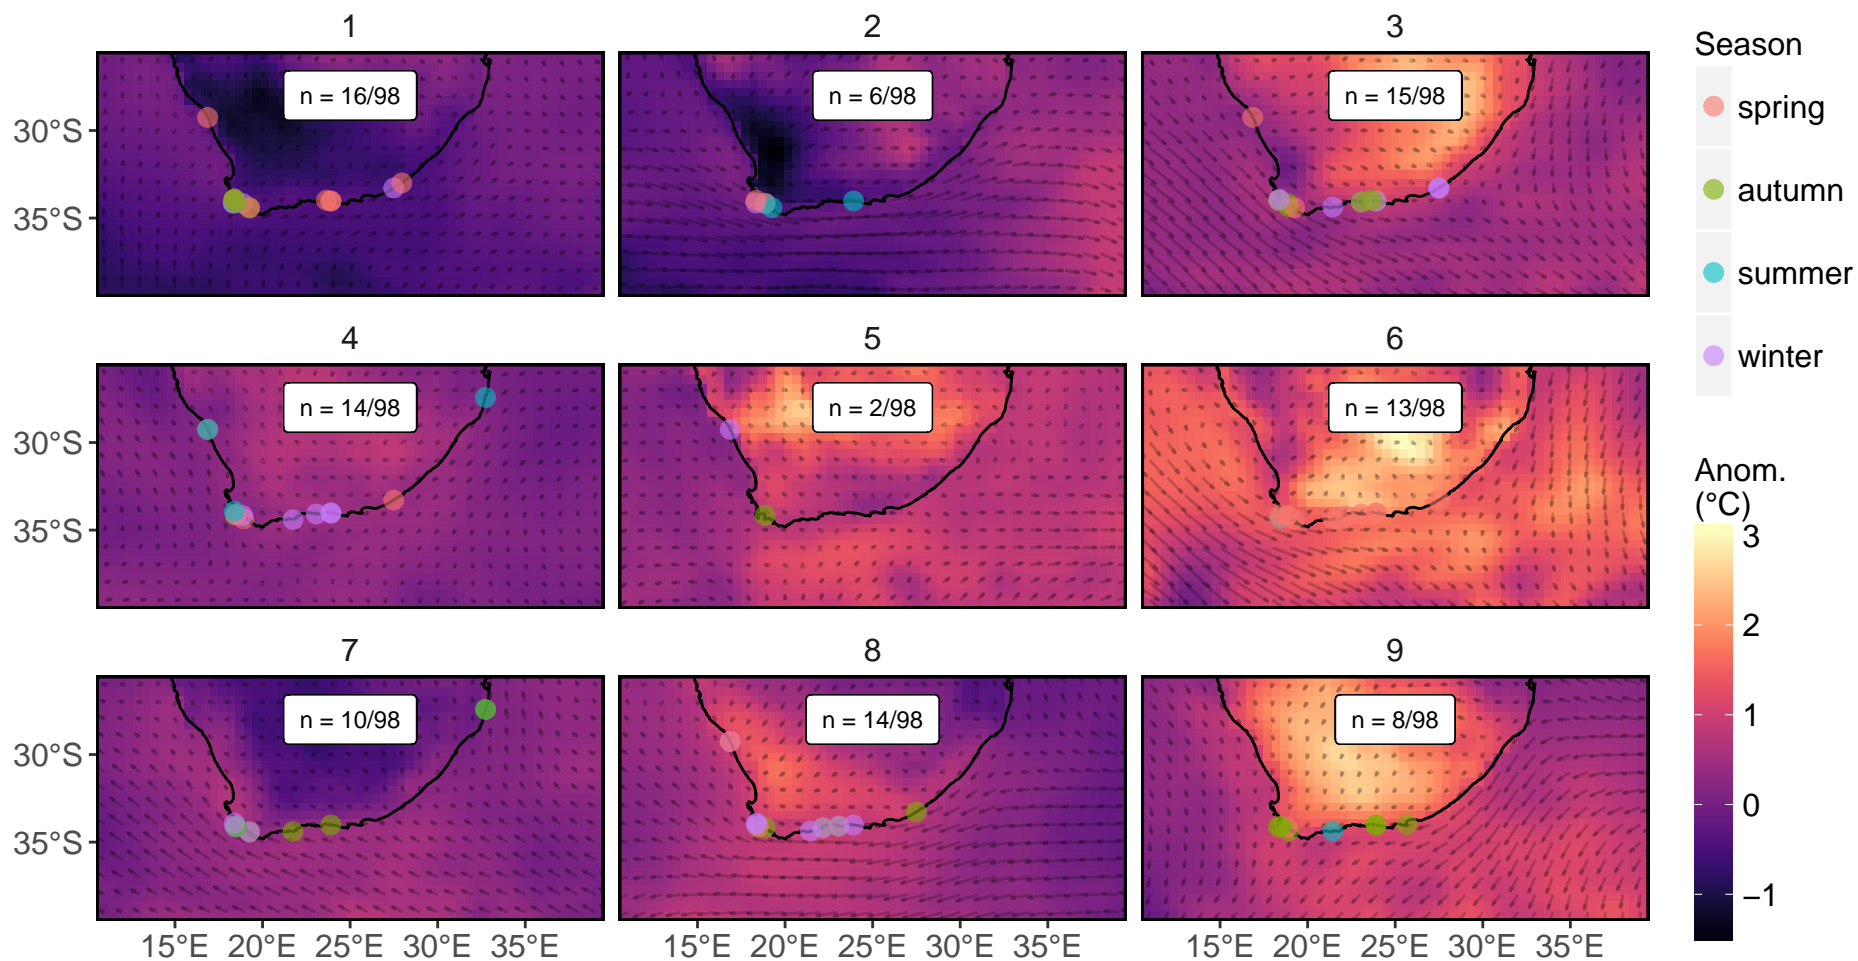 1 2 3
Season
n = 16/98 n = 6/98 n = 15/98
spring
30°S
autumn
35°S
summer
4 5 6
winter
n = 14/98 n = 2/98 n = 13/98
30°S
Anom.
(°C)
35°S
3
2
7 8 9
n = 10/98 n = 14/98 n = 8/98
1
30°S
0
35°S
−1
15°E 20°E 25°E 30°E 35°E 15°E 20°E 25°E 30°E 35°E 15°E 20°E 25°E 30°E 35°E